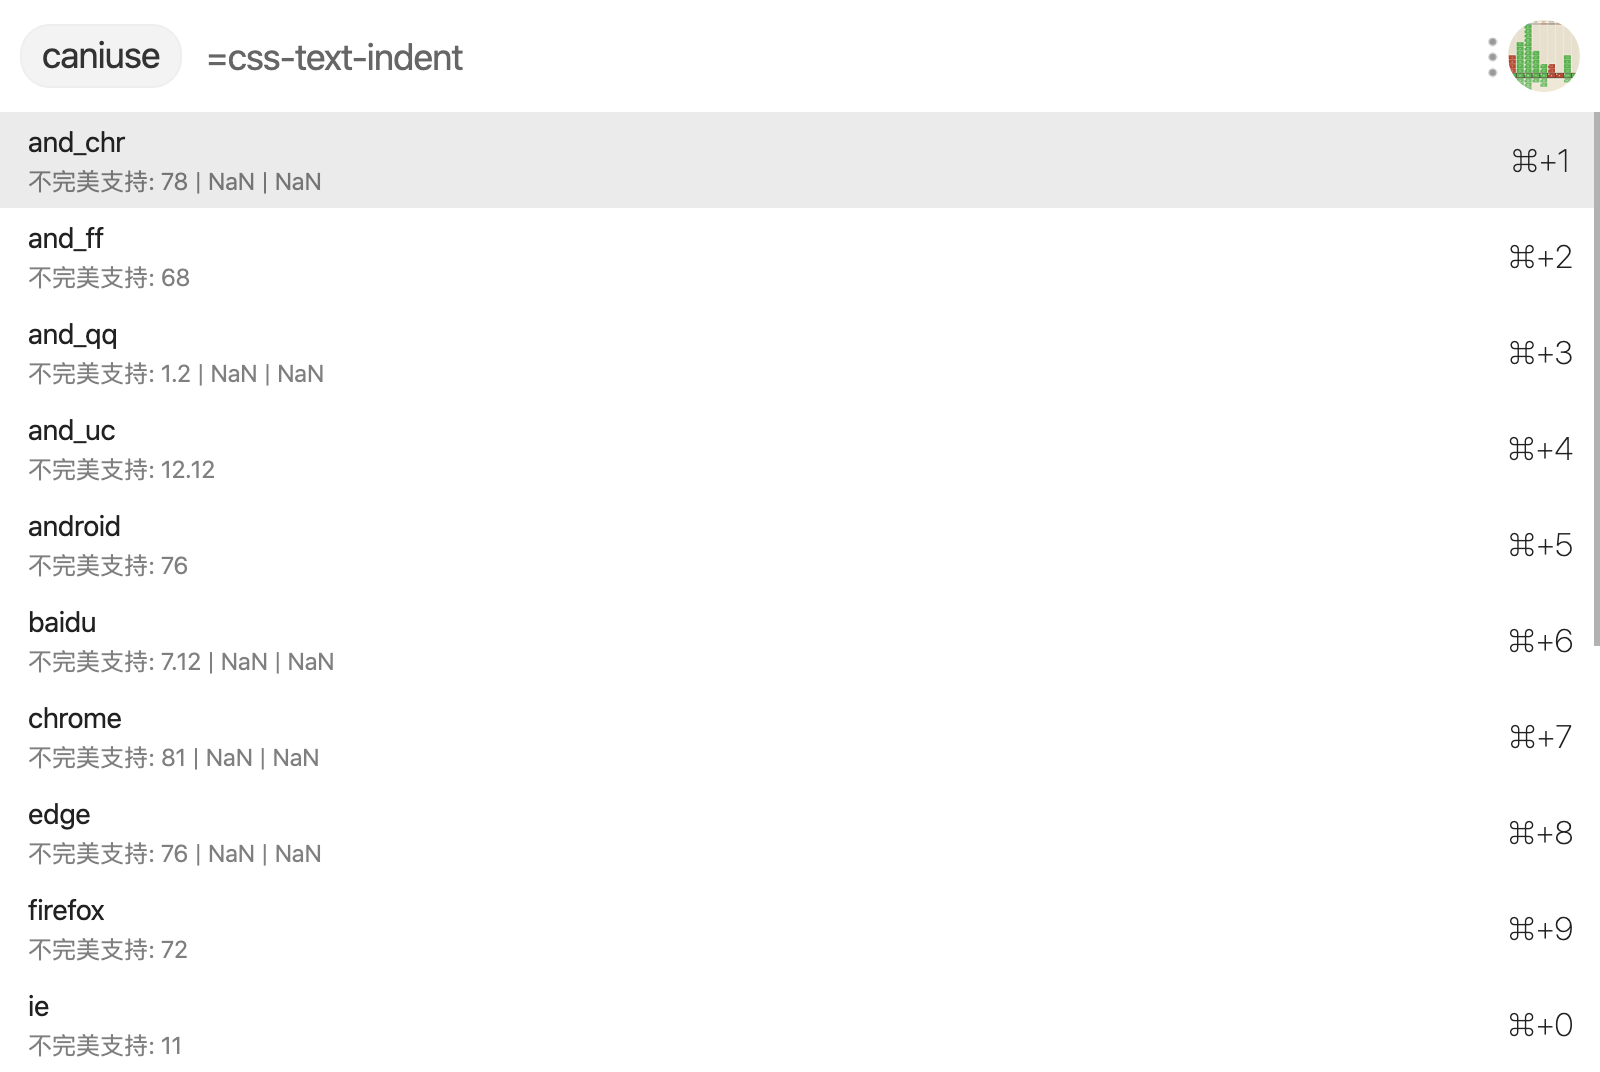 caniuse =css-text-indent
and_chr
不完美支持: 78 | NaN | NaN
⌘+1
and_ff
不完美支持: 68
⌘+2
and_qq
不完美支持: 1.2 | NaN | NaN
⌘+3
and_uc
不完美支持: 12.12
⌘+4
android
不完美支持: 76
⌘+5
baidu
不完美支持: 7.12 | NaN | NaN
⌘+6
chrome
不完美支持: 81 | NaN | NaN
⌘+7
edge
不完美支持: 76 | NaN | NaN
⌘+8
firefox
不完美支持: 72
⌘+9
ie
不完美支持: 11
⌘+0